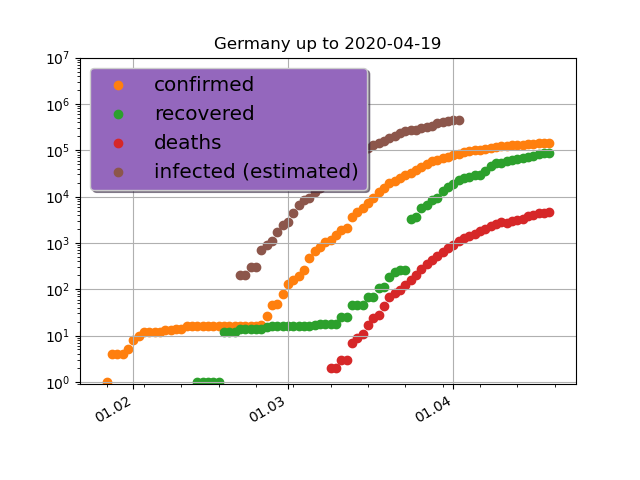 Germany up to 2020-04-19
10^7
10^6
10^5
10^4
10^3
10^2
10^1
10^0
confirmed
recovered
deaths
infected (estimated)
01.02
01.03
01.04